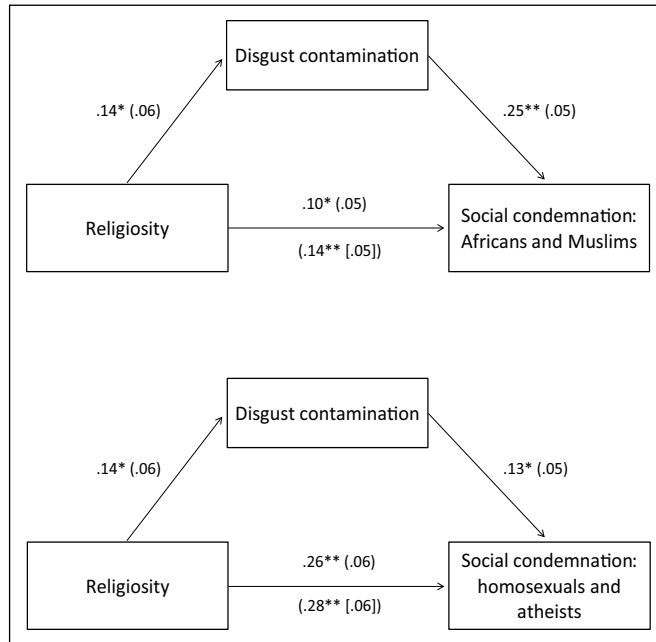 Disgust contamination
.14* (.06)
.25** (.05)
Religiosity
.10* (.05)
(.14** [.05])
Social condemnation:
Africans and Muslims
Disgust contamination
.14* (.06)
.13* (.05)
Religiosity
.26** (.06)
(.28** [.06])
Social condemnation:
homosexuals and
atheists